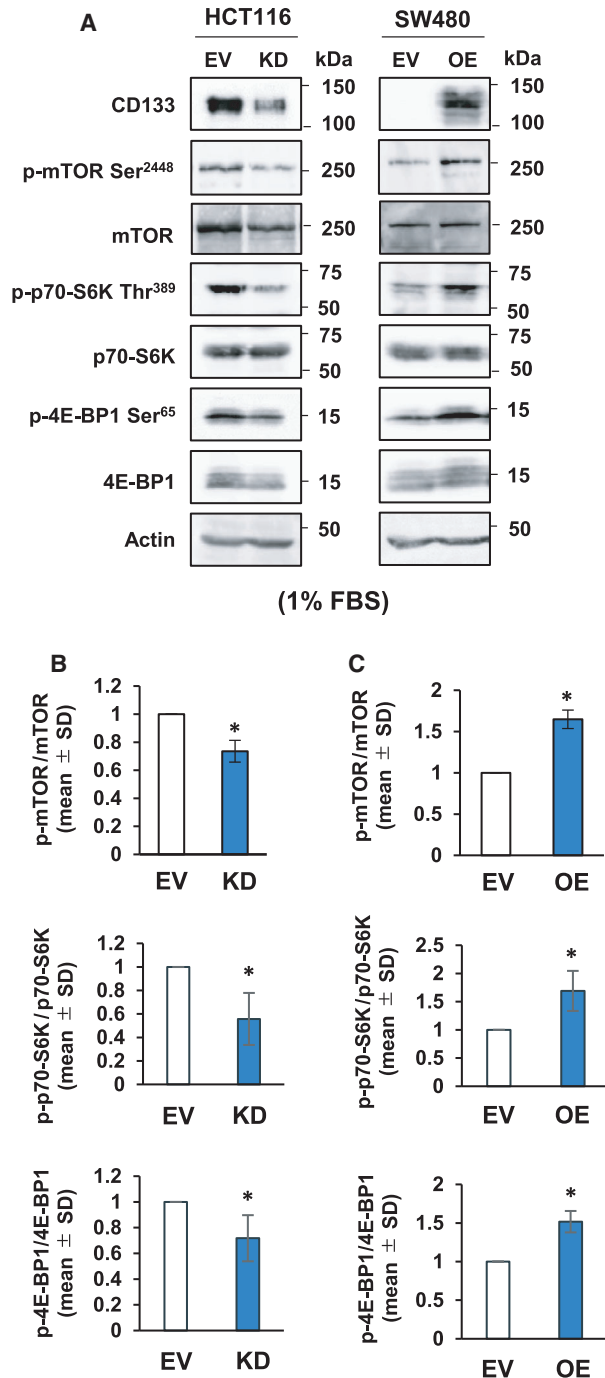 A
HCT116
SW480
EV KD kDa
EV OE kDa
CD133
150
100
150
100
p-mTOR Ser2448
250
250
mTOR
250
250
p-p70-S6K Thr389
75
50
75
50
p70-S6K
75
50
75
50
p-4E-BP1 Ser65
15
15
4E-BP1
15
15
Actin
50
50
(1% FBS)
B
p-mTOR/mTOR
(mean ± SD)
1.2
1
0.8
0.6
0.4
0.2
0
*
EV KD
C
p-mTOR/mTOR
(mean ± SD)
2
1.5
1
0.5
0
*
EV OE
p-p70-S6K/p70-S6K
(mean ± SD)
1.2
1
0.8
0.6
0.4
0.2
0
*
EV KD
p-p70-S6K/p70-S6K
(mean ± SD)
2.5
2
1.5
1
0.5
0
*
EV OE
p-4E-BP1/4E-BP1
(mean ± SD)
1.2
1
0.8
0.6
0.4
0.2
0
*
EV KD
p-4E-BP1/4E-BP1
(mean ± SD)
2
1.5
1
0.5
0
*
EV OE